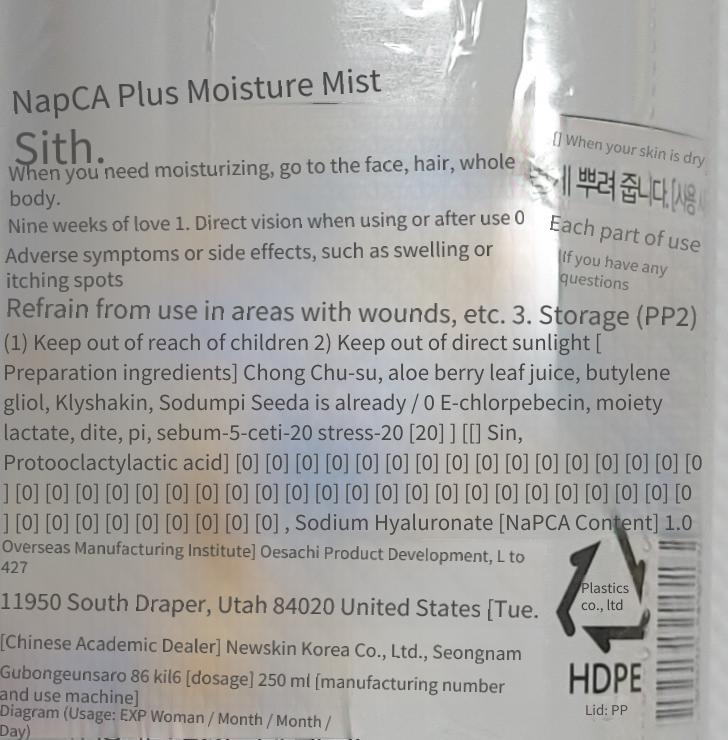 NapCA Plus Moisture Mist
Sith.
When you need moisturizing, go to the face, hair, whole
body.
Nine weeks of love 1. Direct vision when using or after use 0
Adverse symptoms or side effects, such as swelling or
itching spots
Refrain from use in areas with wounds, etc. 3. Storage (PP2)
(1) Keep out of reach of children 2) Keep out of direct sunlight [
Preparation ingredients] Chong Chu-su, aloe berry leaf juice, butylene
gliol, Klyshakin, Sodumpi Seeda is already / 0 E-chlorpebecin, moiety
lactate, dite, pi, sebum-5-ceti-20 stress-20 [20] ] [[] Sin,
Protooclactylactic acid] [0] [0] [0] [0] [0] [0] [0] [0] [0] [0] [0] [0] [0] [0] [0] [0
] [0] [0] [0] [0] [0] [0] [0] [0] [0] [0] [0] [0] [0] [0] [0] [0] [0] [0] [0] [0] [0] [0
] [0] [0] [0] [0] [0] [0] [0] [0] [0] , Sodium Hyaluronate [NaPCA Content] 1.0
Overseas Manufacturing Institute] Oesachi Product Development, L to
427
11950 South Draper, Utah 84020 United States [Tue.
[Chinese Academic Dealer] Newskin Korea Co., Ltd., Seongnam
Gubongeunsaro 86 kil6 [dosage] 250 ml [manufacturing number
and use machine]
Diagram (Usage: EXP Woman / Month / Month /
Day)
[] When your skin is dry
뿌려 줍니다. [사용
Each part of use
If you have any
questions
Plastics
co., ltd
HDPE
Lid: PP